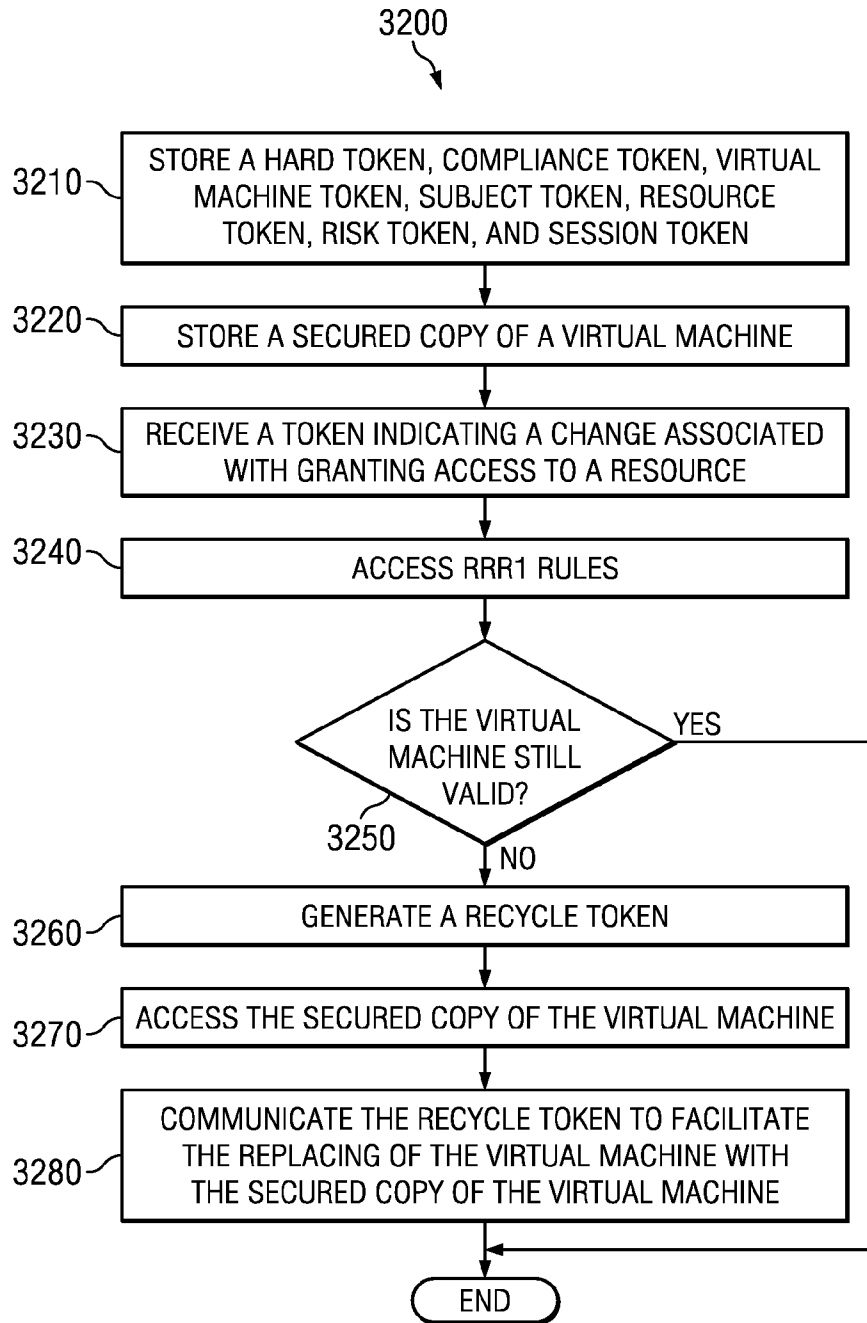 3200
3210
STORE A HARD TOKEN, COMPLIANCE TOKEN, VIRTUAL
MACHINE TOKEN, SUBJECT TOKEN, RESOURCE
TOKEN, RISK TOKEN, AND SESSION TOKEN
3220
STORE A SECURED COPY OF A VIRTUAL MACHINE
3230
RECEIVE A TOKEN INDICATING A CHANGE ASSOCIATED
WITH GRANTING ACCESS TO A RESOURCE
3240
ACCESS RRR1 RULES
IS THE VIRTUAL
MACHINE STILL
VALID?
YES
3250
NO
3260
GENERATE A RECYCLE TOKEN
3270
ACCESS THE SECURED COPY OF THE VIRTUAL MACHINE
3280
COMMUNICATE THE RECYCLE TOKEN TO FACILITATE
THE REPLACING OF THE VIRTUAL MACHINE WITH
THE SECURED COPY OF THE VIRTUAL MACHINE
END